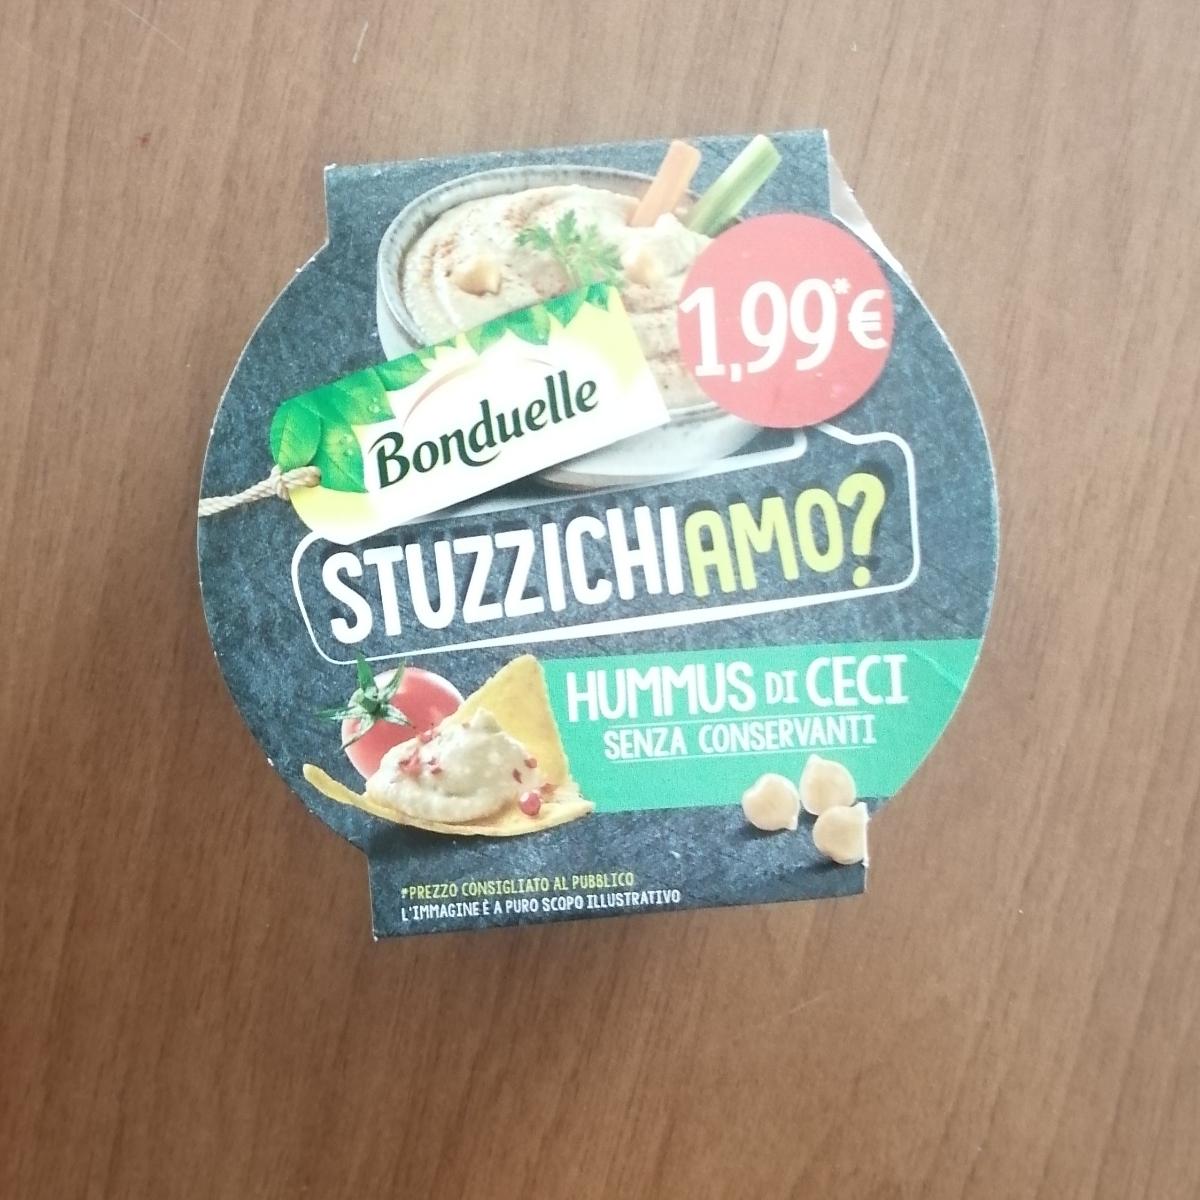 1,99*€
Bonduelle
STUZZICHIAMO?
HUMMUS DI CECI
SENZA CONSERVANTI
*PREZZO CONSIGLIATO AL PUBBLICO
L'IMMAGINE È A PURO SCOPO ILLUSTRATIVO